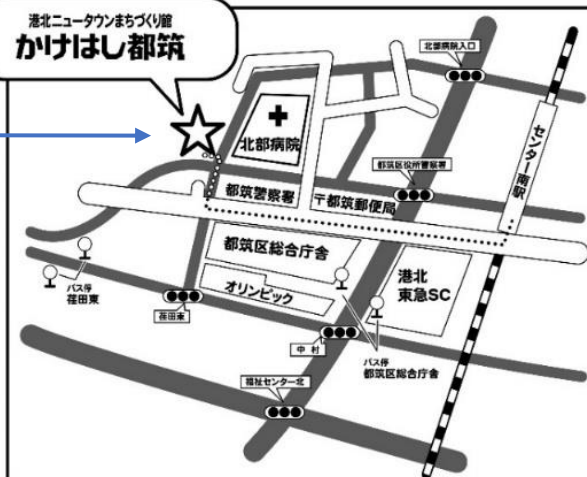 港北ニュータウンまちづくり館
かけはし都筑
北部病院入口
北部病院
センター南駅
都筑区役所警察署
都筑警察署
〒都筑郵便局
都筑区総合庁舎
港北
東急SC
オリンピック
バス停
荏田東
荏田東
中村
バス停
都筑区総合庁舎
福祉センター北